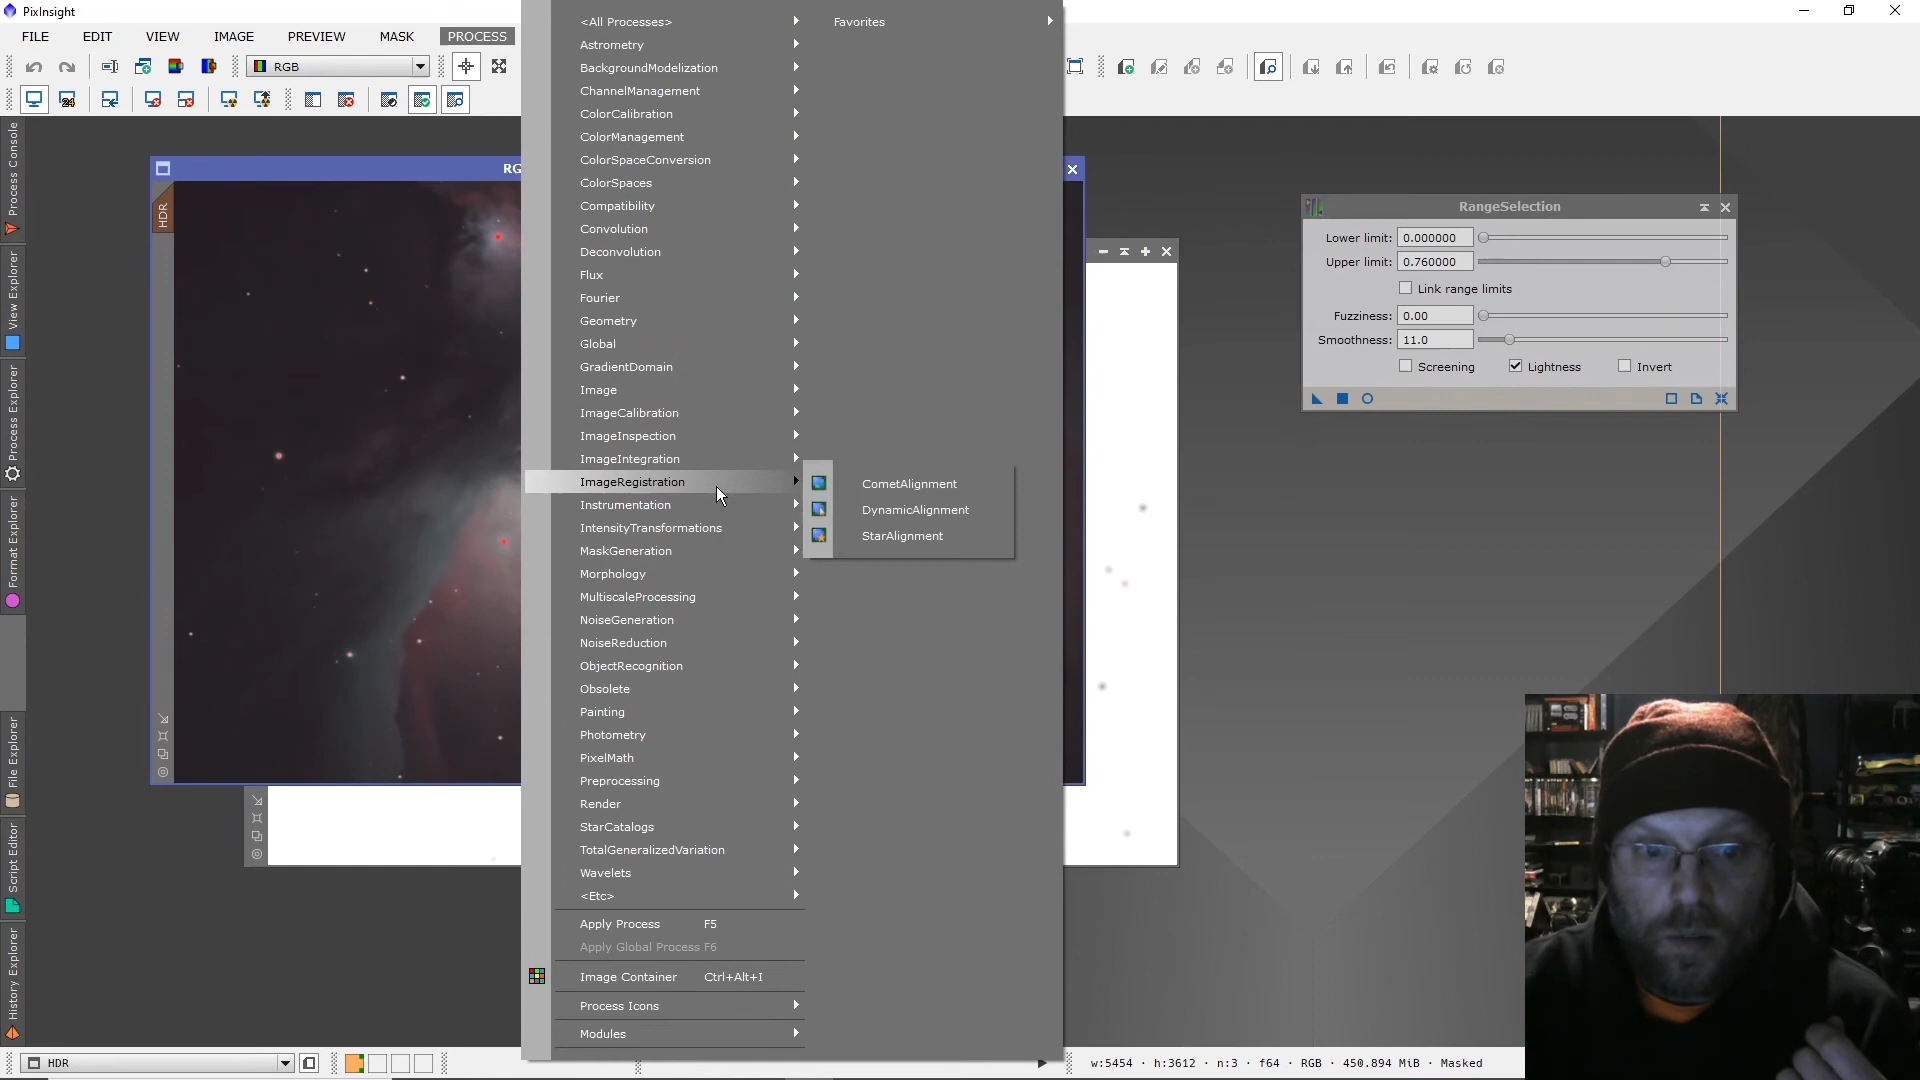 PixInsight
FILE EDIT VIEW IMAGE PREVIEW MASK PROCESS
RGB
24
Process Console
View Explorer
Process Explorer
Format Explorer
File Explorer
Script Editor
History Explorer
RG
HDR
<All Processes>
Astrometry
BackgroundModelization
ChannelManagement
ColorCalibration
ColorManagement
ColorSpaceConversion
ColorSpaces
Compatibility
Convolution
Deconvolution
Flux
Fourier
Geometry
Global
GradientDomain
Image
ImageCalibration
ImageInspection
ImageIntegration
ImageRegistration
Instrumentation
IntensityTransformations
MaskGeneration
Morphology
MultiscaleProcessing
NoiseGeneration
NoiseReduction
ObjectRecognition
Obsolete
Painting
Photometry
PixelMath
Preprocessing
Render
StarCatalogs
TotalGeneralizedVariation
Wavelets
<Etc>
Apply Process F5
Apply Global Process F6
Image Container Ctrl+Alt+I
Process Icons
Modules
Favorites
CometAlignment
DynamicAlignment
StarAlignment
RangeSelection
Lower limit: 0.000000
Upper limit: 0.760000
Link range limits
Fuzziness: 0.00
Smoothness: 11.0
Screening Lightness Invert
HDR
w:5454 · h:3612 · n:3 · f64 · RGB · 450.894 MiB · Masked